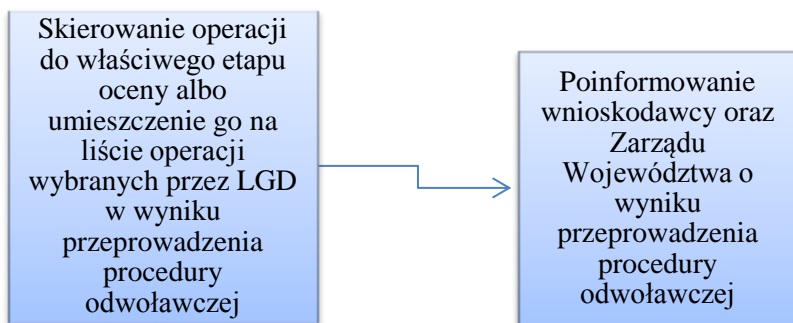 Skierowanie operacji
do właściwego etapu
oceny albo
umieszczenie go na
liście operacji
wybranych przez LGD
w wyniku
przeprowadzenia
procedury
odwoławczej
Poinformowanie
wnioskodawcy oraz
Zarządu
Województwa o
wyniku
przeprowadzenia
procedury
odwoławczej